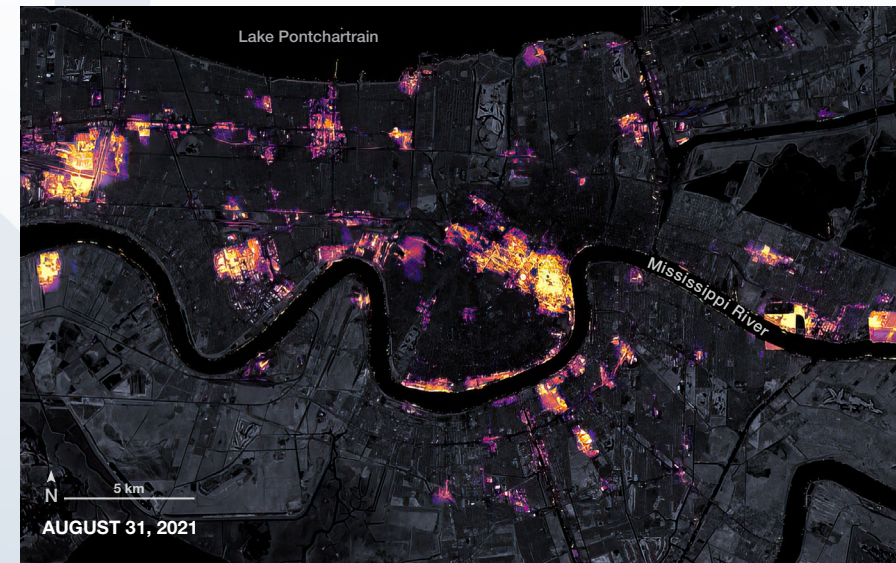 Lake Pontchartrain
Mississippi River
N
5 km
AUGUST 31, 2021